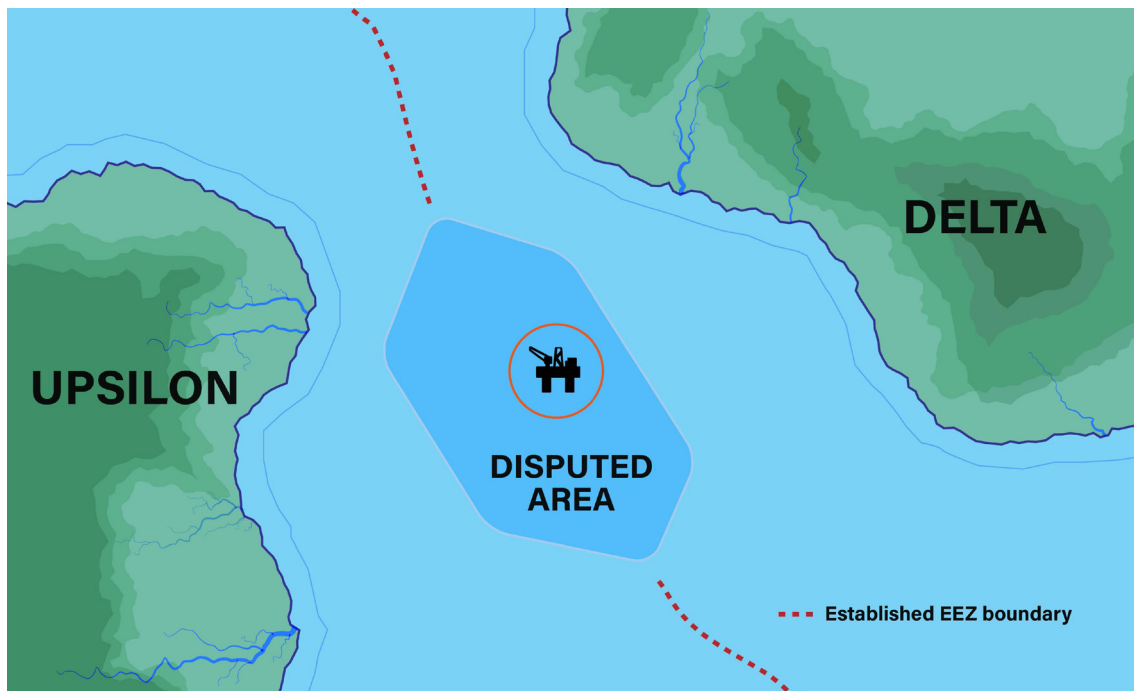 DELTA
UPSILON
DISPUTED
AREA
Established EEZ boundary